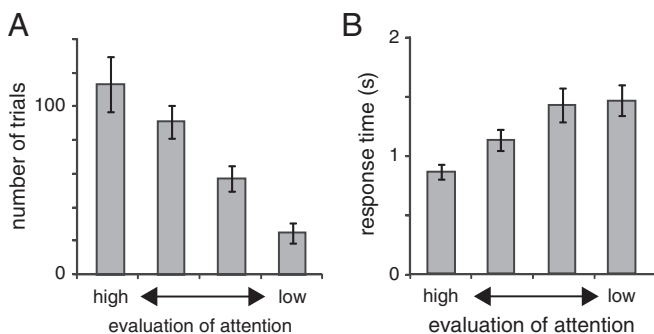 A
number of trials
100
0
high
low
evaluation of attention
B
response time (s)
2
1
0
high
low
evaluation of attention